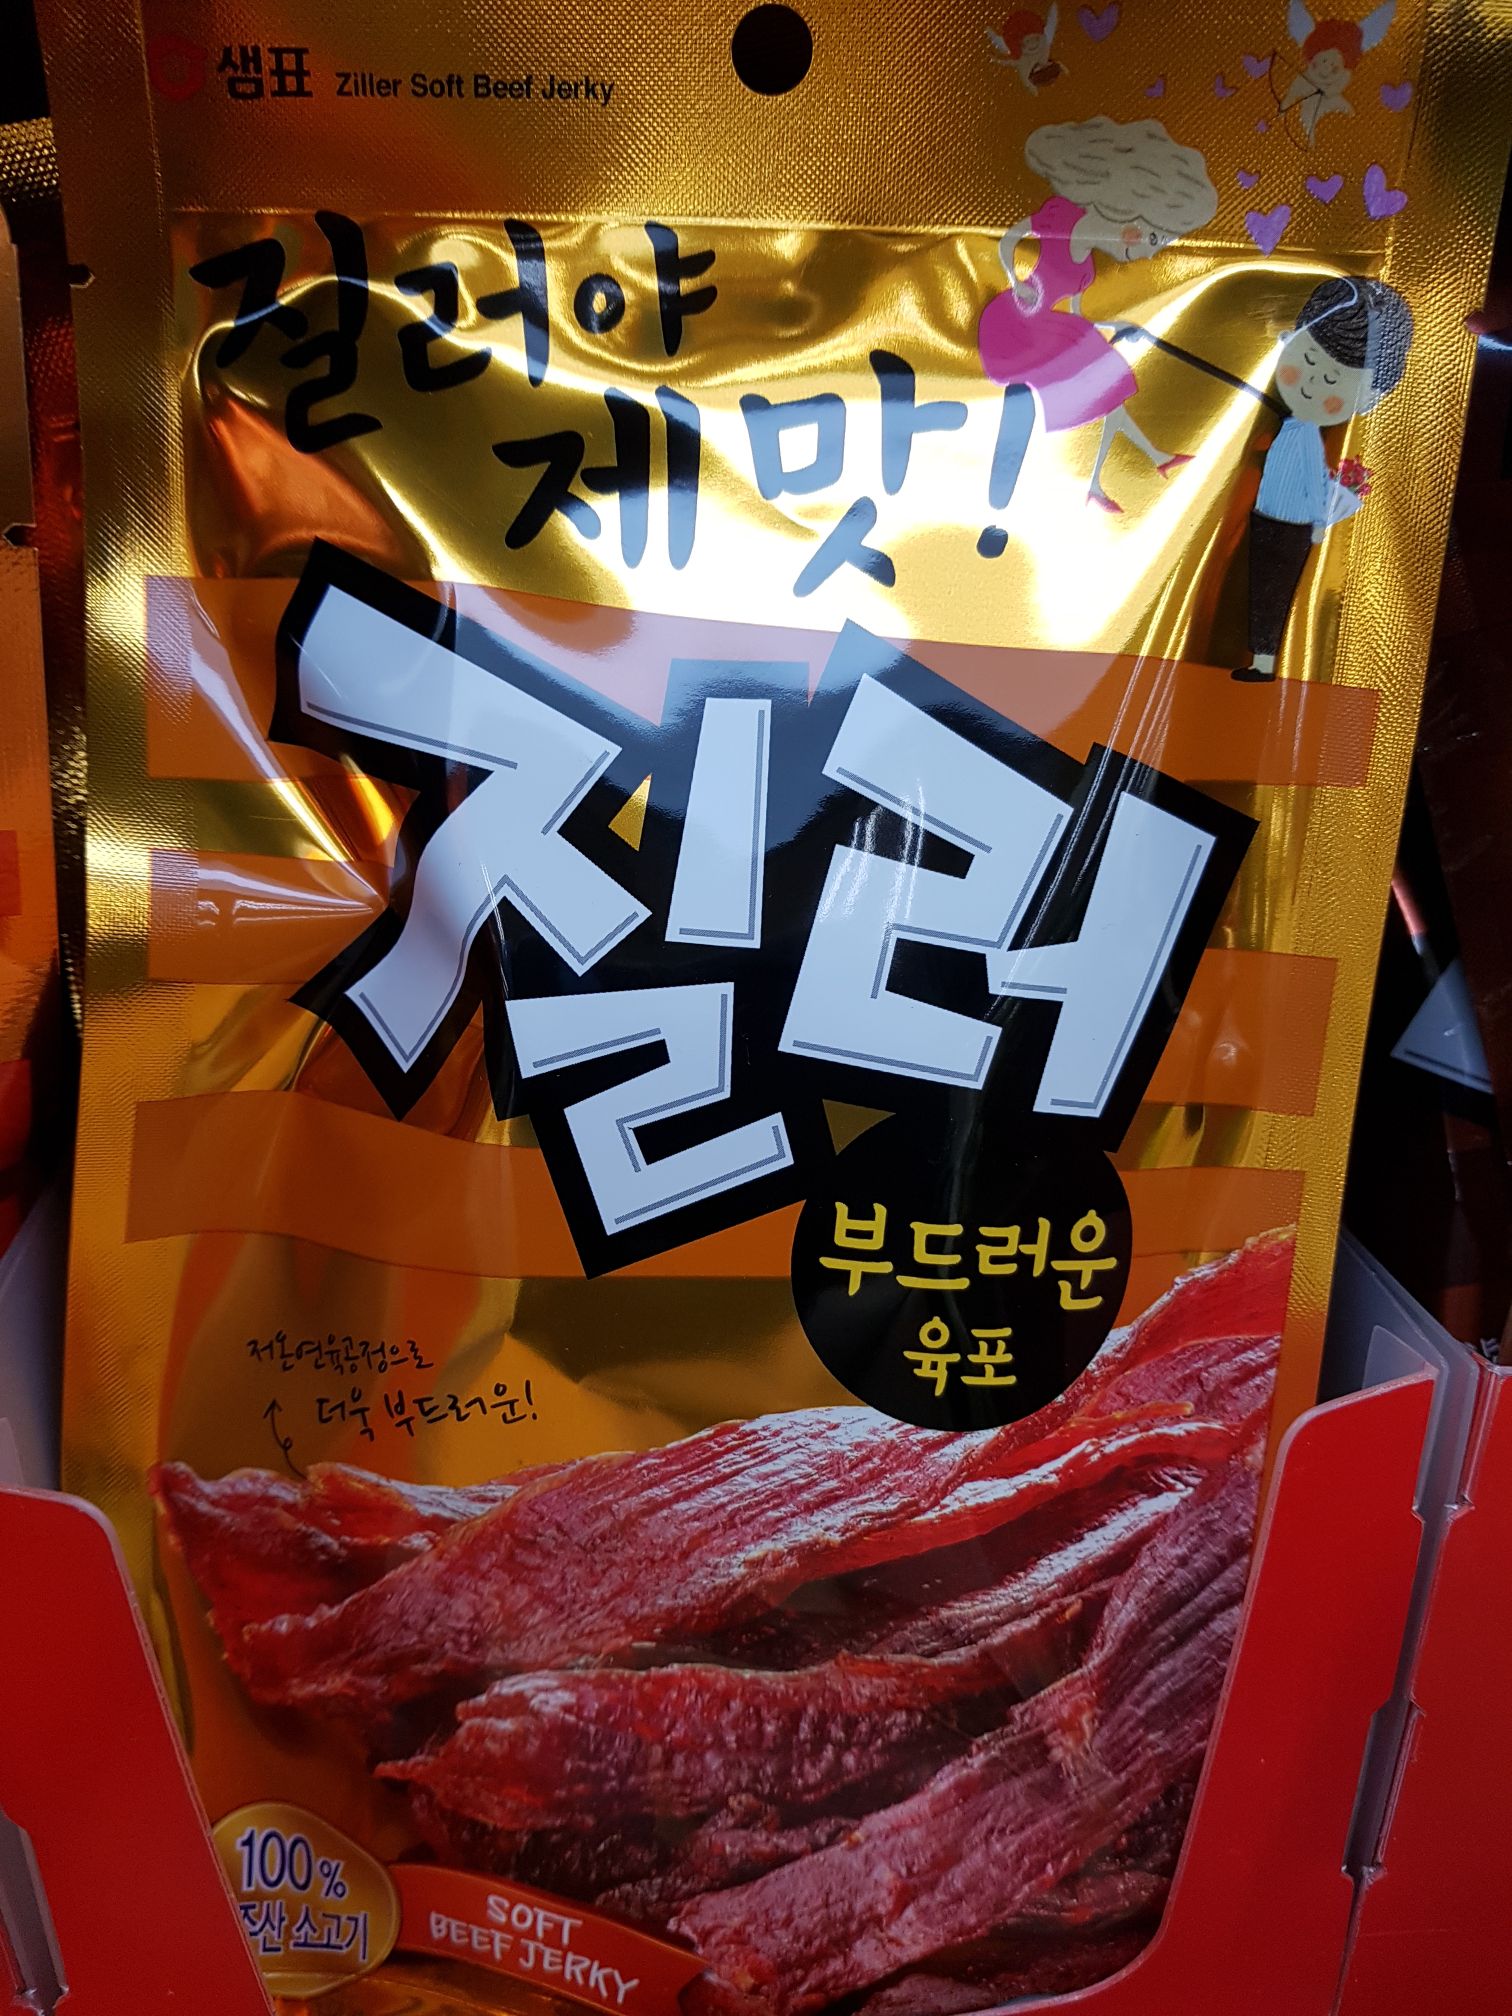 샘표 Ziller Soft Beef Jerky
질러야
제맛!
질러
부드러운
육포
저온연육공정으로
더욱 부드러운!
100%
소고기
SOFT
BEEF JERKY